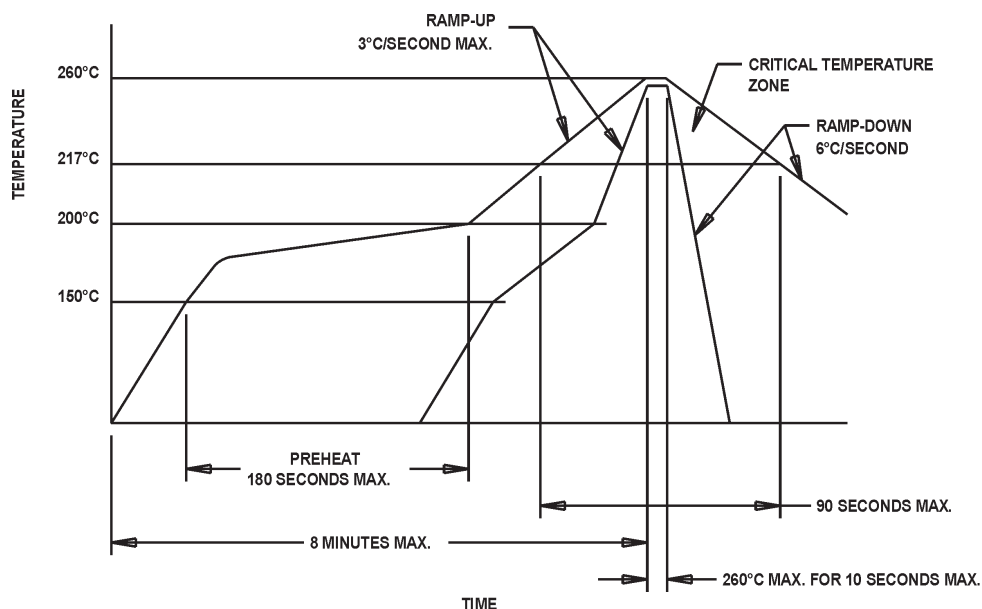 RAMP-UP
3°C/SECOND MAX.
260°C
CRITICAL TEMPERATURE
ZONE
RAMP-DOWN
6°C/SECOND
TEMPERATURE
217°C
200°C
150°C
PREHEAT
180 SECONDS MAX.
90 SECONDS MAX.
8 MINUTES MAX.
260°C MAX. FOR 10 SECONDS MAX.
TIME